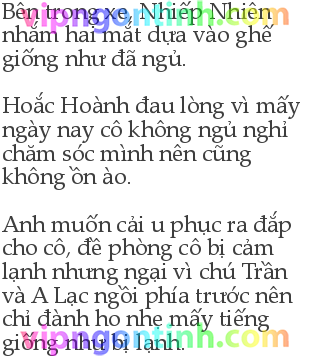 Bên trong xe, Nhiếp Nhiên
nhắm hai mắt dựa vào ghế
giống như đã ngủ.
Hoắc Hoành đau lòng vì mấy
ngày nay cô không ngủ nghỉ
chăm sóc mình nên cũng
không ồn ào.
Anh muốn cải u phục ra đắp
cho cô, đề phòng cô bị cảm
lạnh nhưng ngại vì chú Trần
và A Lạc ngồi phía trước nên
chỉ đành ho nhẹ mấy tiếng
giống như bị lạnh.
vipngontinh.com
vipngontinh.com